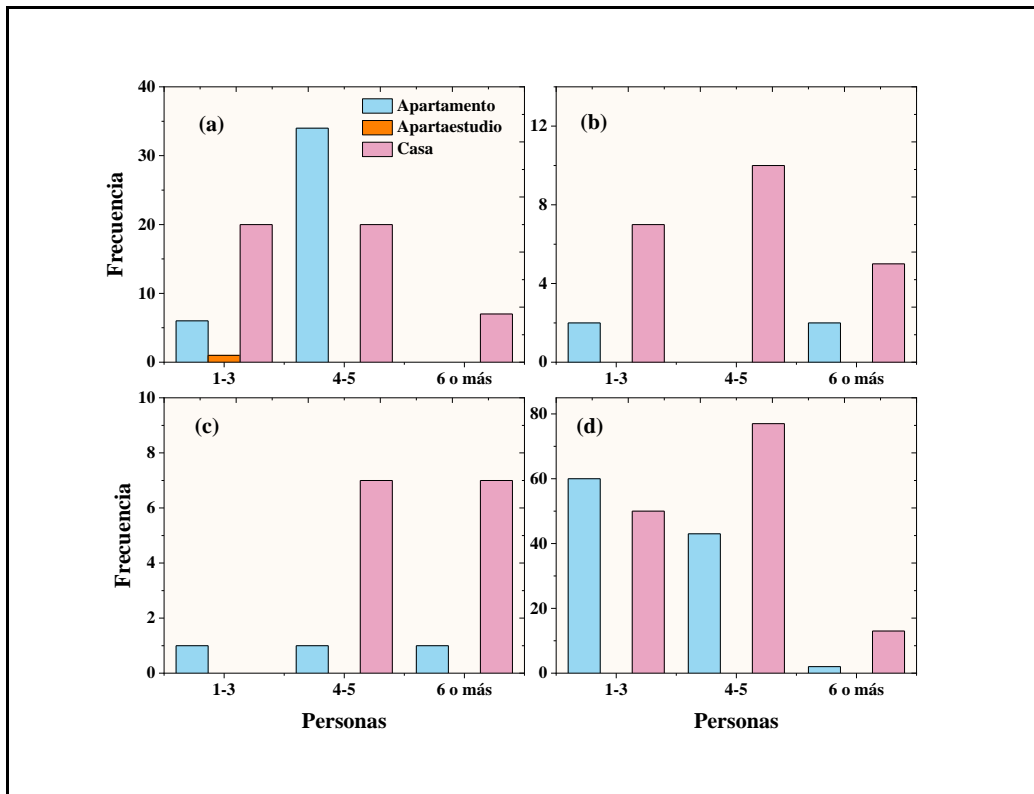 40
30
20
10
0
(a)
Apartamento
Apartaestudio
Casa
Frecuencia
1-3
4-5
6 o más
12
8
4
0
(b)
1-3
4-5
6 o más
10
8
6
4
2
0
(c)
Frecuencia
1-3
4-5
6 o más
Personas
80
60
40
20
0
(d)
1-3
4-5
6 o más
Personas